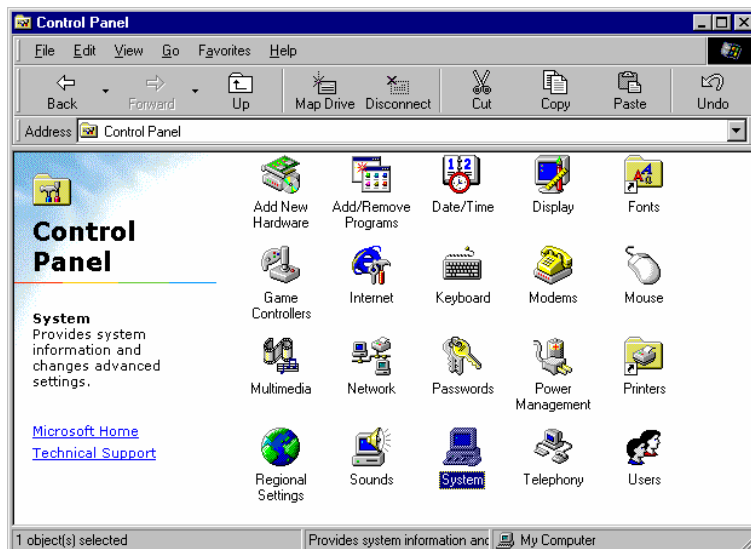 Control Panel
File Edit View Go Favorites Help
Back Forward Up Map Drive Disconnect Cut Copy Paste Undo
Address Control Panel
Control
Panel
System
Provides system
information and
changes advanced
settings.
Microsoft Home
Technical Support
Add New
Hardware
Add/Remove
Programs
Date/Time
Display
Fonts
Game
Controllers
Internet
Keyboard
Modems
Mouse
Multimedia
Network
Passwords
Power
Management
Printers
Regional
Settings
Sounds
System
Telephony
Users
1 object(s) selected Provides system information and My Computer